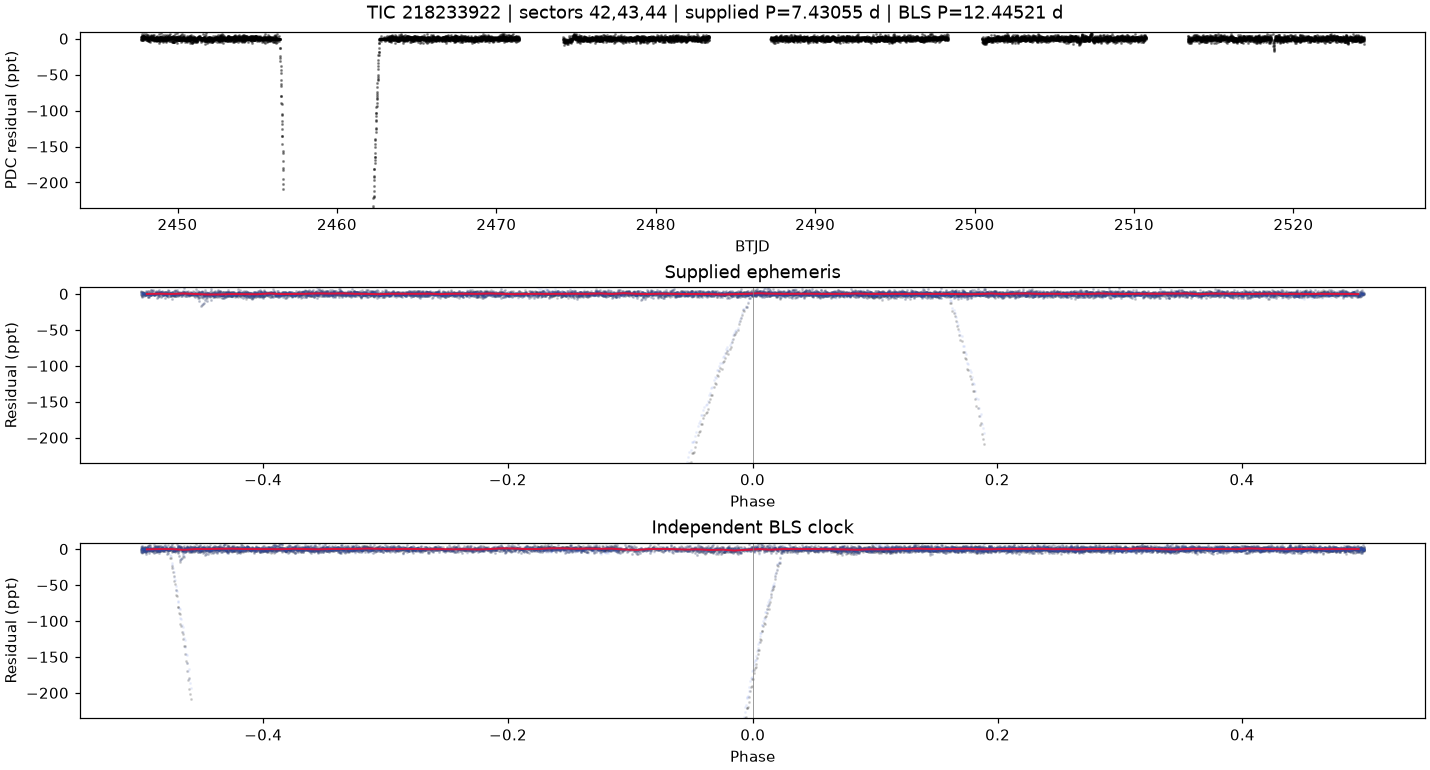 TIC 218233922 | sectors 42,43,44 | supplied P=7.43055 d | BLS P=12.44521 d
0
−50
−100
−150
−200
PDC residual (ppt)
2450 2460 2470 2480 2490 2500 2510 2520
BTJD
Supplied ephemeris
0
−50
−100
−150
−200
Residual (ppt)
−0.4 −0.2 0.0 0.2 0.4
Phase
Independent BLS clock
0
−50
−100
−150
−200
Residual (ppt)
−0.4 −0.2 0.0 0.2 0.4
Phase